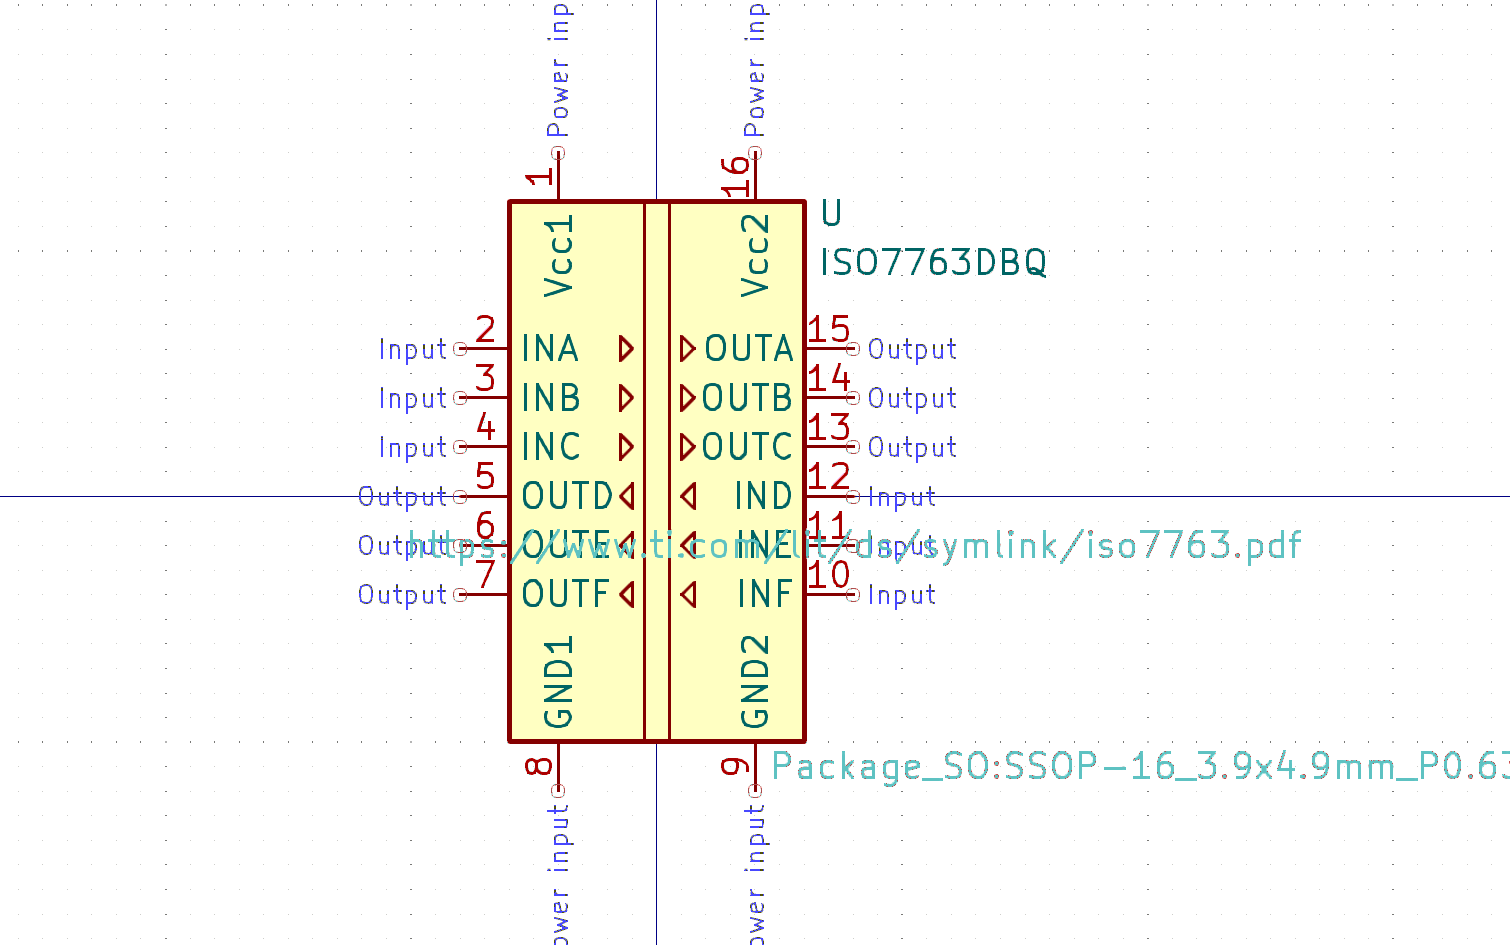 Power inp
Power inp
1
16
Vcc1
Vcc2
U
ISO7763DBQ
Input 2 INA OUTA 15 Output
Input 3 INB OUTB 14 Output
Input 4 INC OUTC 13 Output
Output 5 OUTD IND 12 Input
Output 6 OUTE INE 11 Input
https://www.ti.com/lit/ds/symlink/iso7763.pdf
Output 7 OUTF INF 10 Input
GND1
GND2
8
9
Package_SO:SSOP-16_3.9x4.9mm_P0.63
ower input
ower input